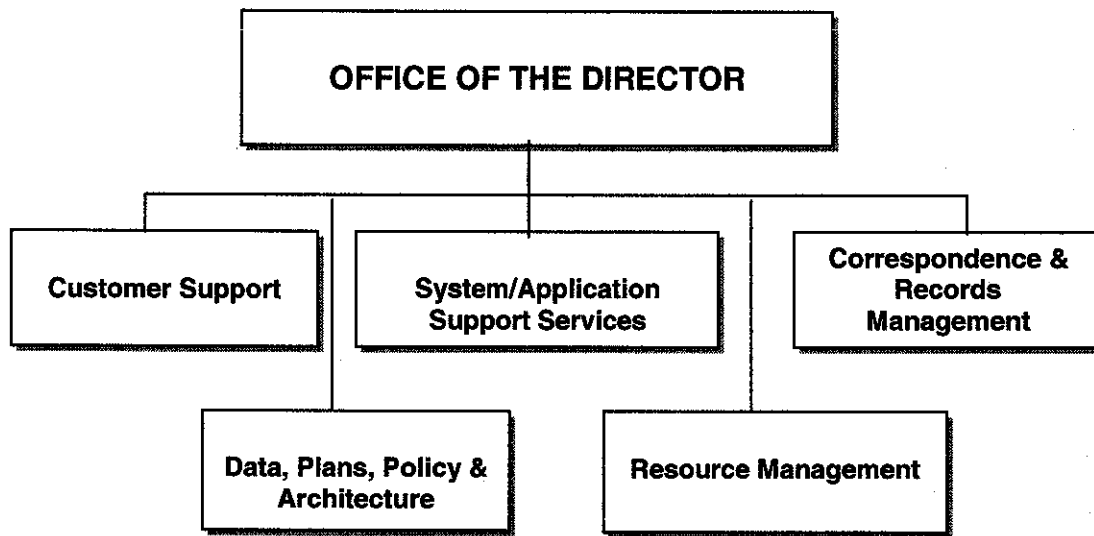 OFFICE OF THE DIRECTOR
Customer Support
System/Application
Support Services
Correspondence &
Records
Management
Data, Plans, Policy &
Architecture
Resource Management